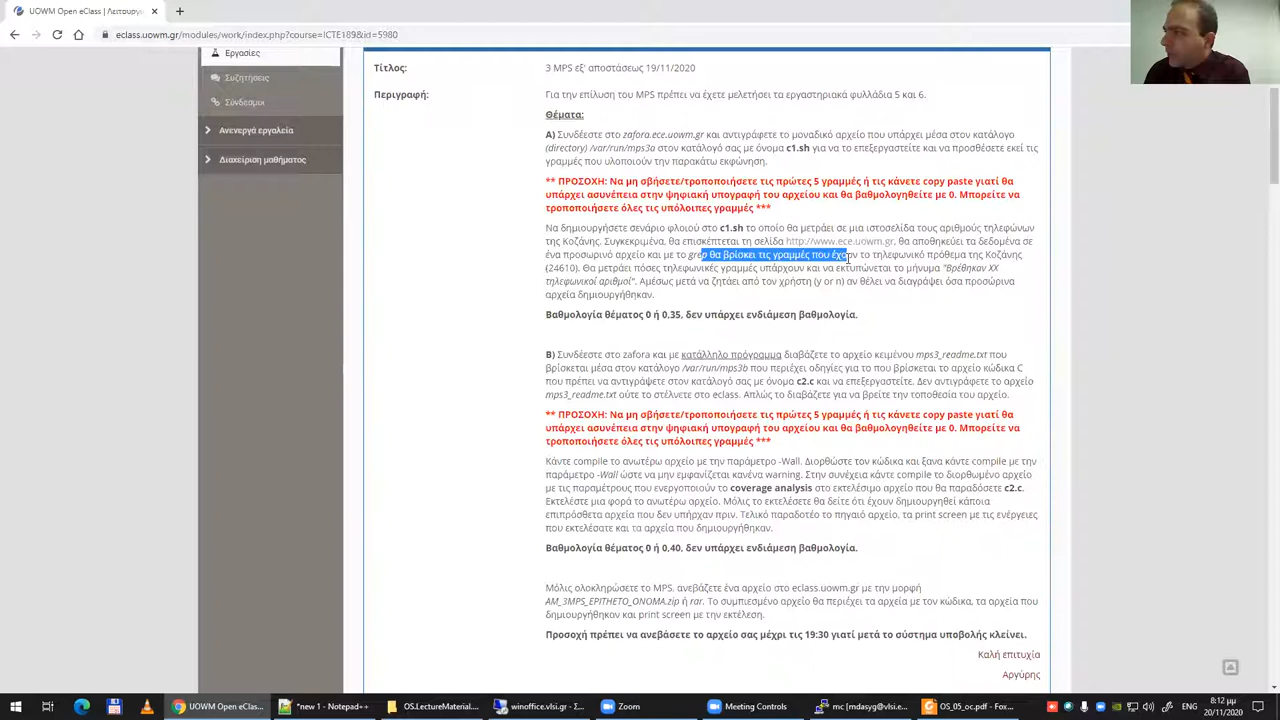 UOWM Open eClass (Λειτουργ
eclass.uowm.gr/modules/work/index.php?course=ICTE189&id=5980
Εργασίες
Συζητήσεις
Σύνδεσμοι
Ανενεργά εργαλεία
Διαχείριση μαθήματος
Τίτλος:
3 MPS εξ' αποστάσεως 19/11/2020
Περιγραφή:
Για την επίλυση του MPS πρέπει να έχετε μελετήσει τα εργαστηριακά φυλλάδια 5 και 6.
Θέματα:
Α) Συνδέεστε στο zafora.ece.uowm.gr και αντιγράφετε το μοναδικό αρχείο που υπάρχει μέσα στον κατάλογο
(directory) /var/run/mps3a στον κατάλογό σας με όνομα c1.sh για να το επεξεργαστείτε και να προσθέσετε εκεί τις
γραμμές που υλοποιούν την παρακάτω εκφώνηση.
** ΠΡΟΣΟΧΗ: Να μη σβήσετε/τροποποιήσετε τις πρώτες 5 γραμμές ή τις κάνετε copy paste γιατί θα
υπάρχει ασυνέπεια στην ψηφιακή υπογραφή του αρχείου και θα βαθμολογηθείτε με 0. Μπορείτε να
τροποποιήσετε όλες τις υπόλοιπες γραμμές ***
Να δημιουργήσετε σενάριο φλοιού στο c1.sh το οποίο θα μετράει σε μια ιστοσελίδα τους αριθμούς τηλεφώνων
της Κοζάνης. Συγκεκριμένα, θα επισκέπτεται τη σελίδα http://www.ece.uowm.gr, θα αποθηκεύει τα δεδομένα σε
ένα προσωρινό αρχείο και με το grep θα βρίσκει τις γραμμές που έχουν το τηλεφωνικό πρόθεμα της Κοζάνης
(24610). Θα μετράει πόσες τηλεφωνικές γραμμές υπάρχουν και να εκτυπώνεται το μήνυμα "Βρέθηκαν ΧΧ
τηλεφωνικοί αριθμοί". Αμέσως μετά να ζητάει από τον χρήστη (y or n) αν θέλει να διαγράψει όσα προσώρινα
αρχεία δημιουργήθηκαν.
Βαθμολογία θέματος 0 ή 0,35, δεν υπάρχει ενδιάμεση βαθμολογία.
Β) Συνδέεστε στο zafora και με κατάλληλο πρόγραμμα διαβάζετε το αρχείο κειμένου mps3_readme.txt που
βρίσκεται μέσα στον κατάλογο /var/run/mps3b που περιέχει οδηγίες για το που βρίσκεται το αρχείο κώδικα C
που πρέπει να αντιγράψετε στον κατάλογό σας με όνομα c2.c και να επεξεργαστείτε. Δεν αντιγράφετε το αρχείο
mps3_readme.txt ούτε το στέλνετε στο eclass. Απλώς το διαβάζετε για να βρείτε την τοποθεσία του αρχείου.
** ΠΡΟΣΟΧΗ: Να μη σβήσετε/τροποποιήσετε τις πρώτες 5 γραμμές ή τις κάνετε copy paste γιατί θα
υπάρχει ασυνέπεια στην ψηφιακή υπογραφή του αρχείου και θα βαθμολογηθείτε με 0. Μπορείτε να
τροποποιήσετε όλες τις υπόλοιπες γραμμές ***
Κάντε compile το ανωτέρω αρχείο με την παράμετρο -Wall. Διορθώστε τον κώδικα και ξανα κάντε compile με την
παράμετρο -Wall ώστε να μην εμφανίζεται κανένα warning. Στην συνέχεια κάντε compile το διορθωμένο αρχείο
με τις παραμέτρους που ενεργοποιούν το coverage analysis στο εκτελέσιμο αρχείο που θα παραδώσετε c2.c.
Εκτελέστε μια φορά το ανωτέρω αρχείο. Μόλις το εκτελέσετε θα δείτε ότι έχουν δημιουργηθεί κάποια
επιπρόσθετα αρχεία που δεν υπήρχαν πριν. Τελικό παραδοτέο το πηγαίο αρχείο, τα print screen με τις ενέργειες
που εκτελέσατε και τα αρχεία που δημιουργήθηκαν.
Βαθμολογία θέματος 0 ή 0,40, δεν υπάρχει ενδιάμεση βαθμολογία.
Μόλις ολοκληρώσετε το MPS, ανεβάζετε ένα αρχείο στο eclass.uowm.gr με την μορφή
AM_3MPS_EPITHETO_ONOMA.zip ή rar. Το συμπιεσμένο αρχείο θα περιέχει τα αρχεία με τον κώδικα, τα αρχεία που
δημιουργήθηκαν και print screen με την εκτέλεση.
Προσοχή πρέπει να ανεβάσετε το αρχείο σας μέχρι τις 19:30 γιατί μετά το σύστημα υποβολής κλείνει.
Καλή επιτυχία
Αργύρης
UOWM Open eClass (...
*new 1 - Notepad++
OS.LectureMaterial...
winoffice.vlsi.gr - ...
Zoom
Meeting Controls
mc [mdasyg@vlsi.ece...
OS_05_oc.pdf - Fox...
8:12 μμ
20/11/2020